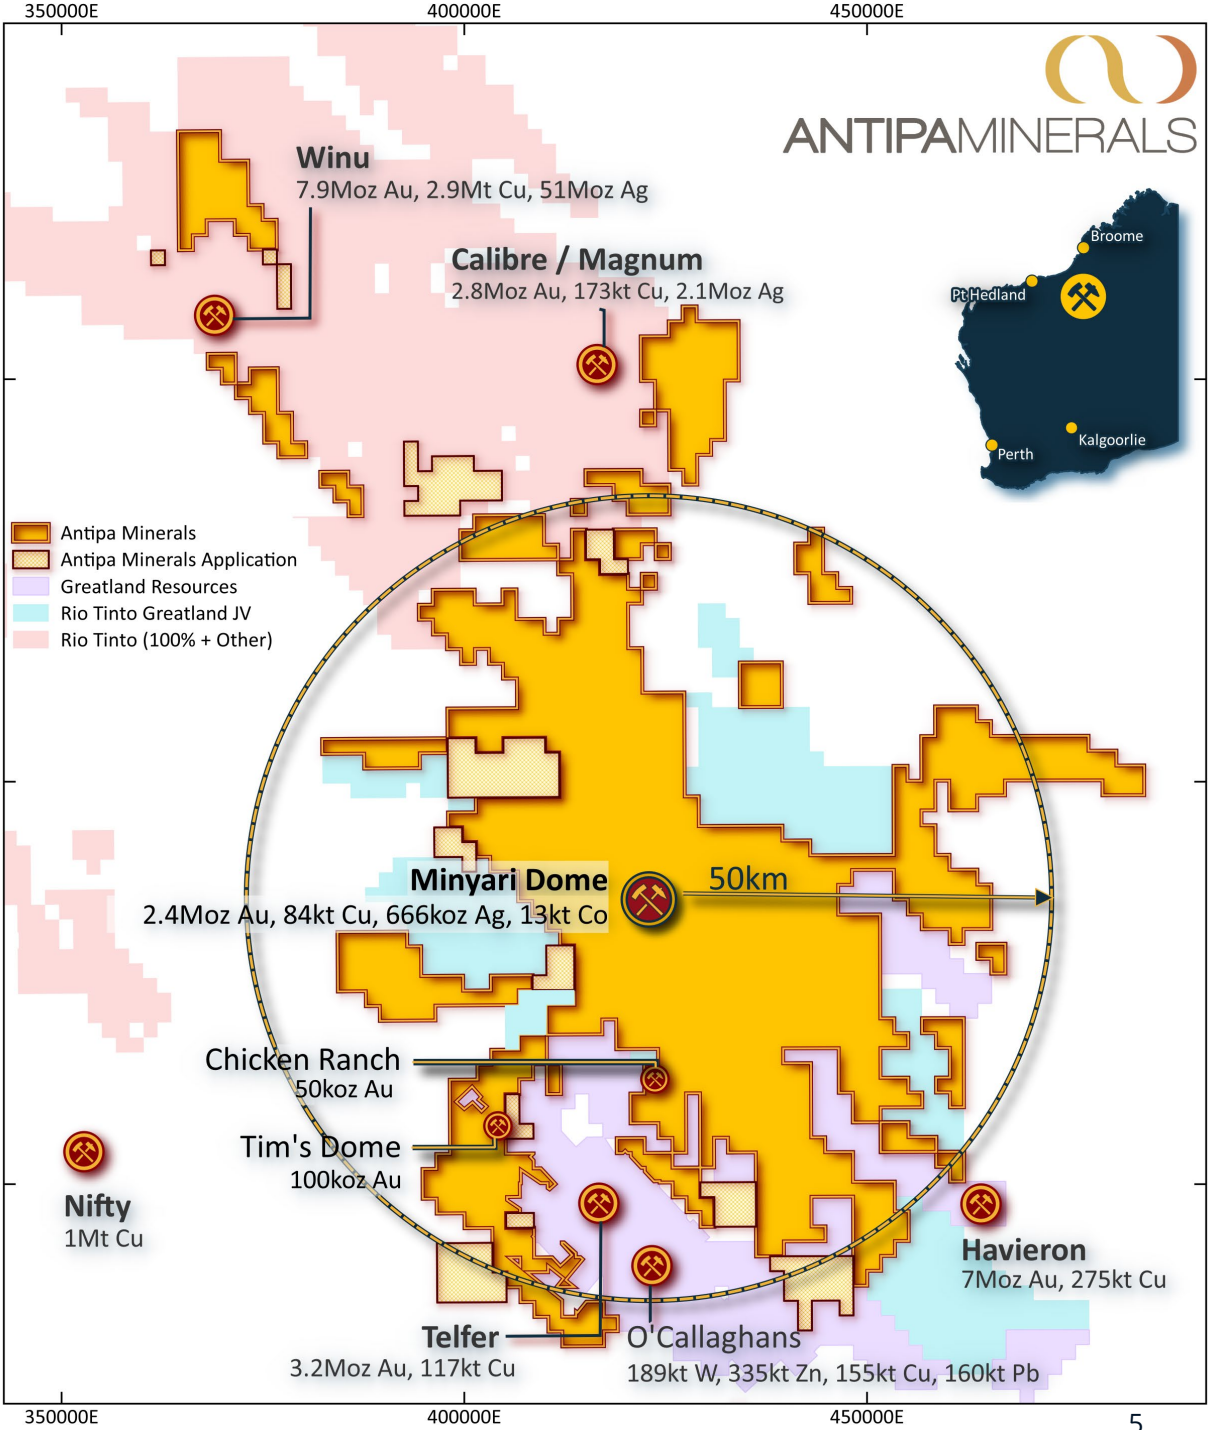 350000E 400000E 450000E
ANTIPAMINERALS
Winu
7.9Moz Au, 2.9Mt Cu, 51Moz Ag
Broome
Calibre / Magnum
2.8Moz Au, 173kt Cu, 2.1Moz Ag
Pt Hedland
Kalgoorlie
Perth
Antipa Minerals
Antipa Minerals Application
Greatland Resources
Rio Tinto Greatland JV
Rio Tinto (100% + Other)
Minyari Dome
50km
2.4Moz Au, 84kt Cu, 666koz Ag, 13kt Co
Chicken Ranch
50koz Au
Tim's Dome
100koz Au
Nifty
1Mt Cu
Havieron
7Moz Au, 275kt Cu
Telfer
3.2Moz Au, 117kt Cu
O'Callaghans
189kt W, 335kt Zn, 155kt Cu, 160kt Pb
350000E 400000E 450000E
5